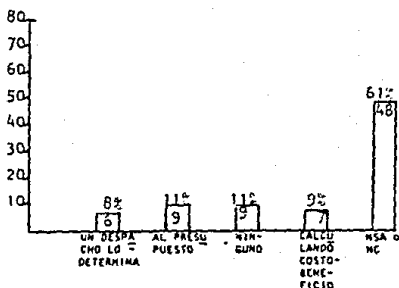 80
70
60
50
40
30
20
10
8%
6
11%
9
11%
9
9%
7
61%
48
UN DESPA
CHO LO
DETERMINA
AL PRESU
PUESTO
NIN-
GUNO
CALCU
LANDO
COSTO-
BENE-
FICIO
NSA o
NC